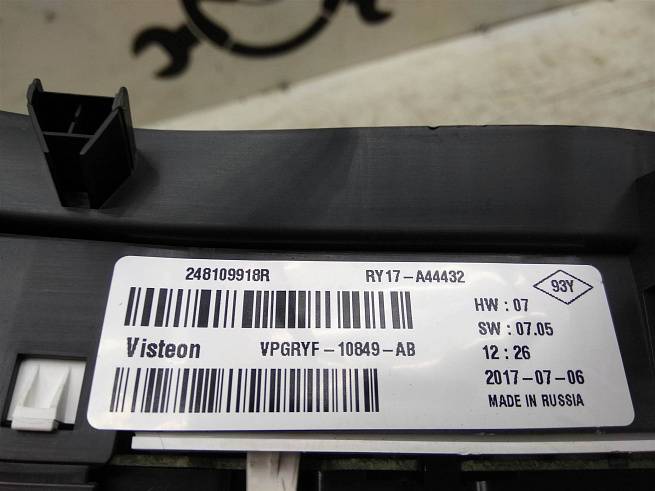 248109918R RY17-A44432
93Y
HW : 07
Visteon VPGRYF-10849-AB
SW : 07.05
12 : 26
2017-07-06
MADE IN RUSSIA